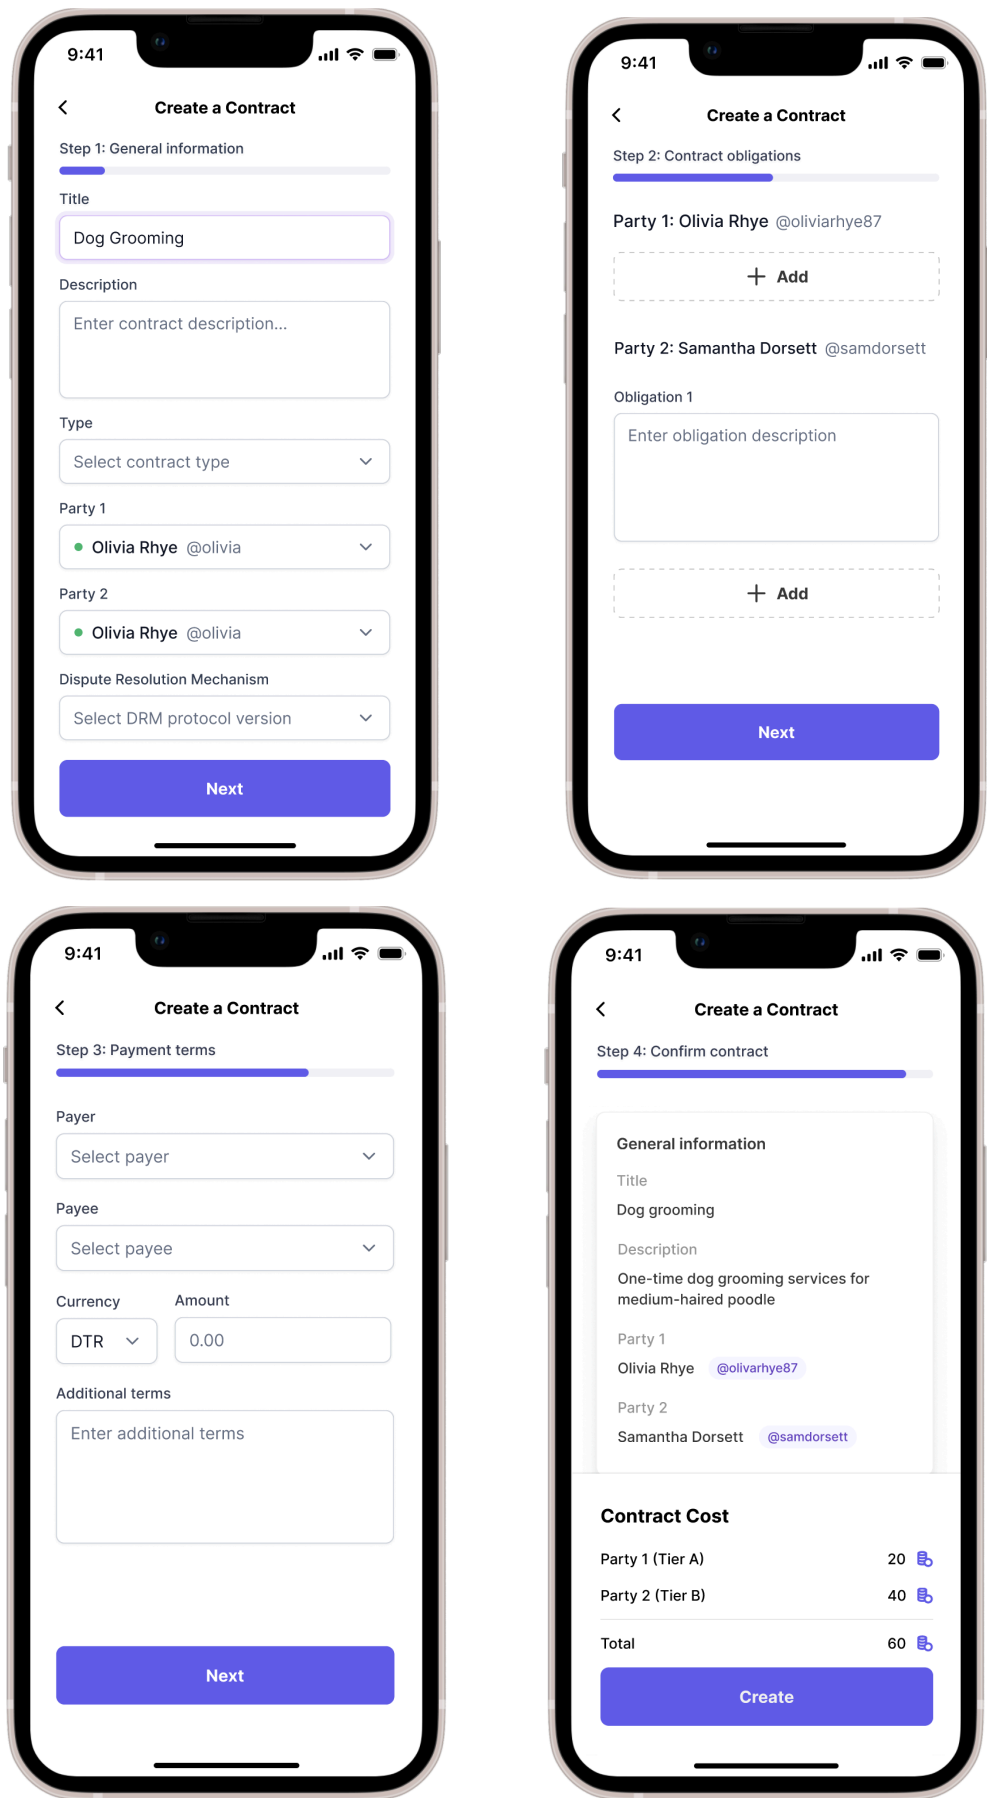 9:41
Create a Contract
Step 1: General information
Title
Dog Grooming
Description
Enter contract description...
Type
Select contract type
Party 1
Olivia Rhye @olivia
Party 2
Olivia Rhye @olivia
Dispute Resolution Mechanism
Select DRM protocol version
Next
9:41
Create a Contract
Step 2: Contract obligations
Party 1: Olivia Rhye @oliviarhye87
+ Add
Party 2: Samantha Dorsett @samdorsett
Obligation 1
Enter obligation description
+ Add
Next
9:41
Create a Contract
Step 3: Payment terms
Payer
Select payer
Payee
Select payee
Currency Amount
DTR 0.00
Additional terms
Enter additional terms
Next
9:41
Create a Contract
Step 4: Confirm contract
General information
Title
Dog grooming
Description
One-time dog grooming services for
medium-haired poodle
Party 1
Olivia Rhye @olivarhye87
Party 2
Samantha Dorsett @samdorsett
Contract Cost
Party 1 (Tier A) 20
Party 2 (Tier B) 40
Total 60
Create